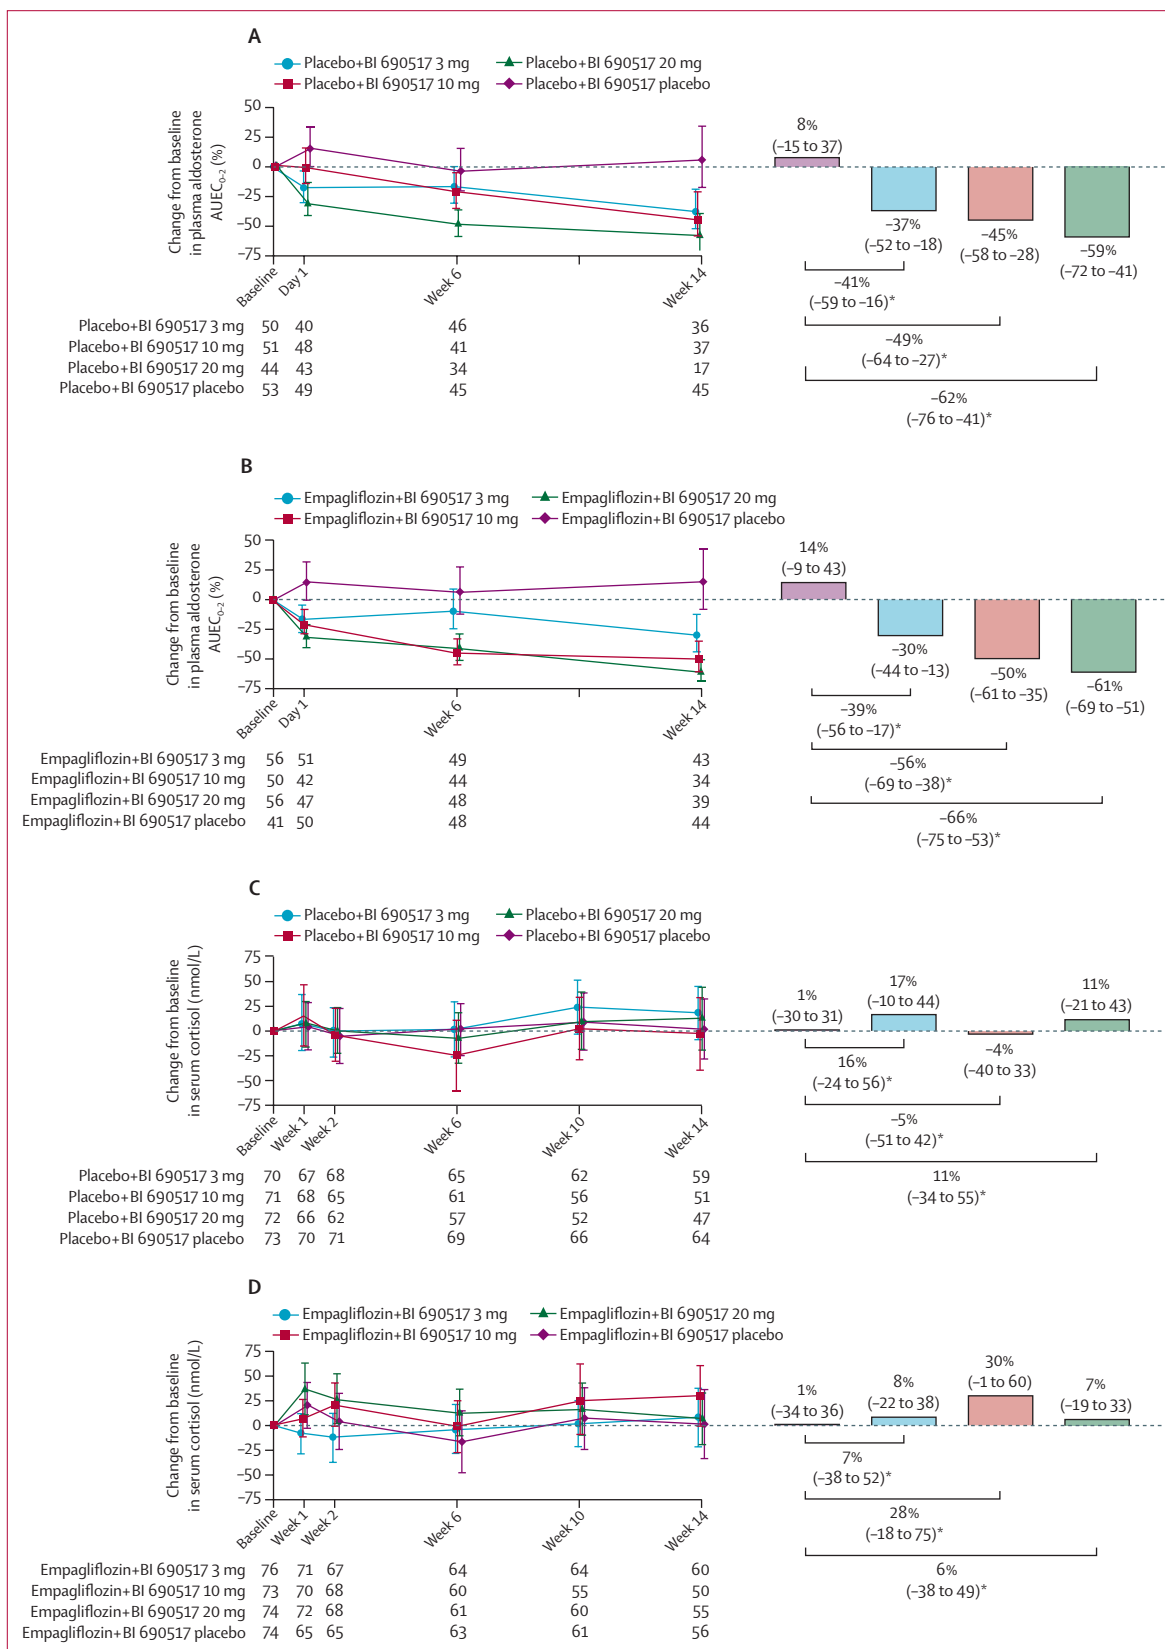 A
Placebo+BI 690517 3 mg
Placebo+BI 690517 20 mg
Placebo+BI 690517 10 mg
Placebo+BI 690517 placebo
Change from baseline
in plasma aldosterone
AUEC0–2 (%)
50
25
0
–25
–50
–75
Baseline
Day 1
Week 6
Week 14
8%
(–15 to 37)
–37%
(–52 to –18)
–45%
(–58 to –28)
–59%
(–72 to –41)
–41%
(–59 to –16)*
–49%
(–64 to –27)*
–62%
(–76 to –41)*
Placebo+BI 690517 3 mg 50 40 46 36
Placebo+BI 690517 10 mg 51 48 41 37
Placebo+BI 690517 20 mg 44 43 34 17
Placebo+BI 690517 placebo 53 49 45 45
B
Empagliflozin+BI 690517 3 mg
Empagliflozin+BI 690517 20 mg
Empagliflozin+BI 690517 10 mg
Empagliflozin+BI 690517 placebo
Change from baseline
in plasma aldosterone
AUEC0–2 (%)
50
25
0
–25
–50
–75
Baseline
Day 1
Week 6
Week 14
14%
(–9 to 43)
–30%
(–44 to –13)
–50%
(–61 to –35)
–61%
(–69 to –51)
–39%
(–56 to –17)*
–56%
(–69 to –38)*
–66%
(–75 to –53)*
Empagliflozin+BI 690517 3 mg 56 51 49 43
Empagliflozin+BI 690517 10 mg 50 42 44 34
Empagliflozin+BI 690517 20 mg 56 47 48 39
Empagliflozin+BI 690517 placebo 41 50 48 44
C
Placebo+BI 690517 3 mg
Placebo+BI 690517 20 mg
Placebo+BI 690517 10 mg
Placebo+BI 690517 placebo
Change from baseline
in serum cortisol (nmol/L)
75
50
25
0
–25
–50
–75
Baseline
Week 1
Week 2
Week 6
Week 10
Week 14
1%
(–30 to 31)
17%
(–10 to 44)
–4%
(–40 to 33)
11%
(–21 to 43)
16%
(–24 to 56)*
–5%
(–51 to 42)*
11%
(–34 to 55)*
Placebo+BI 690517 3 mg 70 67 68 65 62 59
Placebo+BI 690517 10 mg 71 68 65 61 56 51
Placebo+BI 690517 20 mg 72 66 62 57 52 47
Placebo+BI 690517 placebo 73 70 71 69 66 64
D
Empagliflozin+BI 690517 3 mg
Empagliflozin+BI 690517 20 mg
Empagliflozin+BI 690517 10 mg
Empagliflozin+BI 690517 placebo
Change from baseline
in serum cortisol (nmol/L)
75
50
25
0
–25
–50
–75
Baseline
Week 1
Week 2
Week 6
Week 10
Week 14
1%
(–34 to 36)
8%
(–22 to 38)
30%
(–1 to 60)
7%
(–19 to 33)
7%
(–38 to 52)*
28%
(–18 to 75)*
6%
(–38 to 49)*
Empagliflozin+BI 690517 3 mg 76 71 67 64 64 60
Empagliflozin+BI 690517 10 mg 73 70 68 60 55 50
Empagliflozin+BI 690517 20 mg 74 72 68 61 60 55
Empagliflozin+BI 690517 placebo 74 65 65 63 61 56